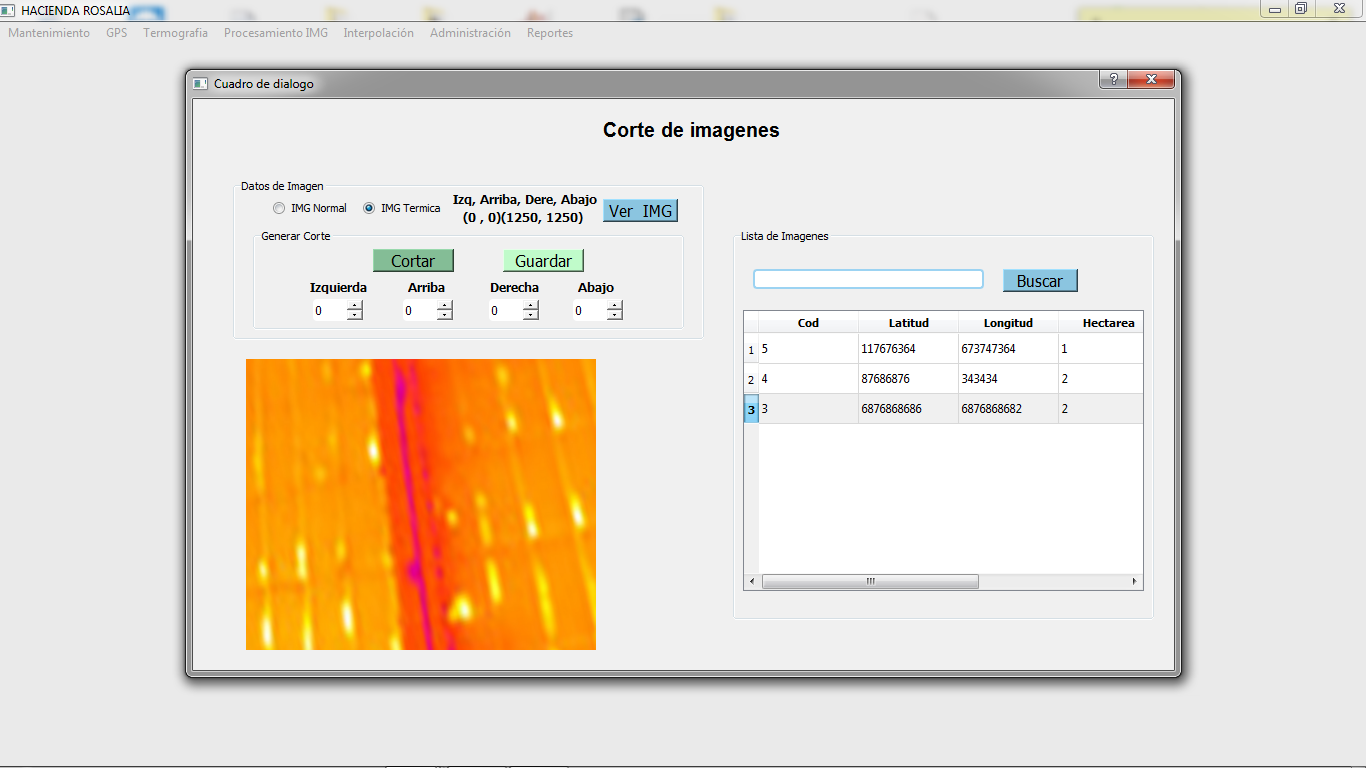 HACIENDA ROSALIA
Mantenimiento GPS Termografia Procesamiento IMG Interpolación Administración Reportes
Cuadro de dialogo
Corte de imagenes
Datos de Imagen
IMG Normal IMG Termica
Izq, Arriba, Dere, Abajo
(0 , 0)(1250, 1250)
Ver IMG
Generar Corte
Cortar Guardar
Izquierda Arriba Derecha Abajo
0 0 0 0
Lista de Imagenes
Buscar
Cod Latitud Longitud Hectarea
1 5 117676364 673747364 1
2 4 87686876 343434 2
3 3 6876868686 6876868682 2